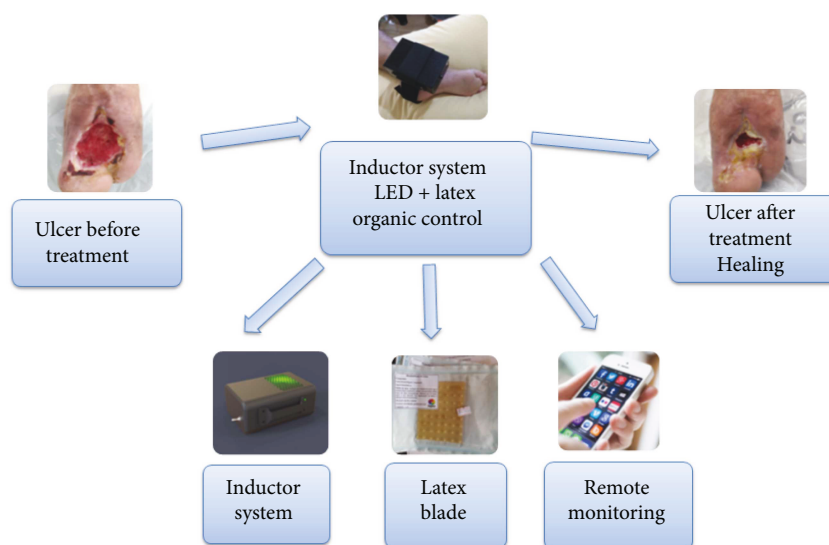 Inductor system
LED + latex
organic control
Ulcer before
treatment
Ulcer after
treatment
Healing
Inductor
system
Latex
blade
Remote
monitoring